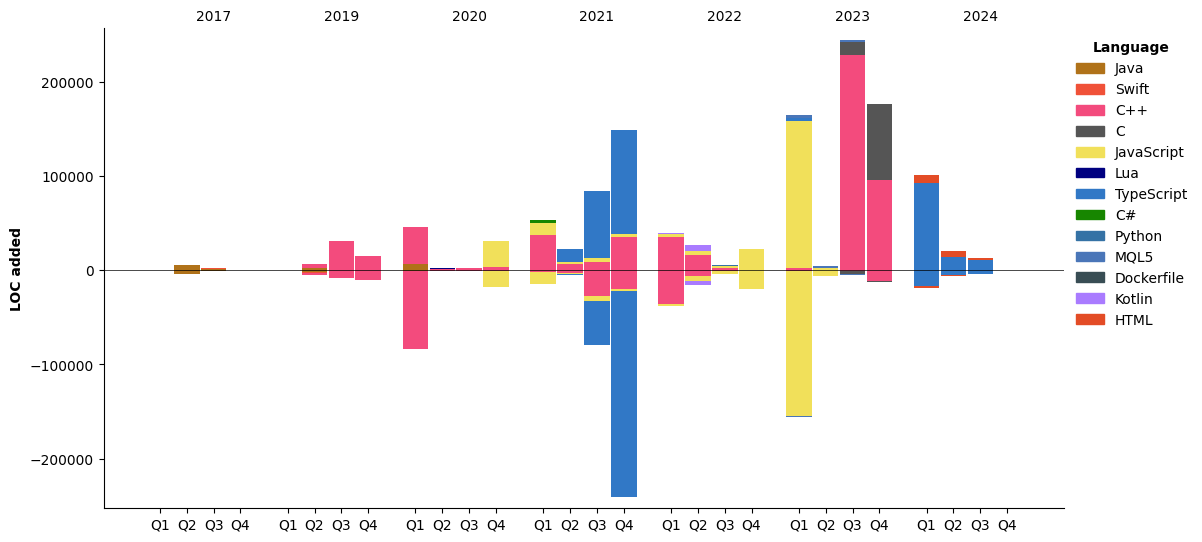 2017 2019 2020 2021 2022 2023 2024
Language
Java
Swift
C++
C
JavaScript
Lua
TypeScript
C#
Python
MQL5
Dockerfile
Kotlin
HTML
LOC added
200000
100000
0
−100000
−200000
Q1 Q2 Q3 Q4 Q1 Q2 Q3 Q4 Q1 Q2 Q3 Q4 Q1 Q2 Q3 Q4 Q1 Q2 Q3 Q4 Q1 Q2 Q3 Q4 Q1 Q2 Q3 Q4